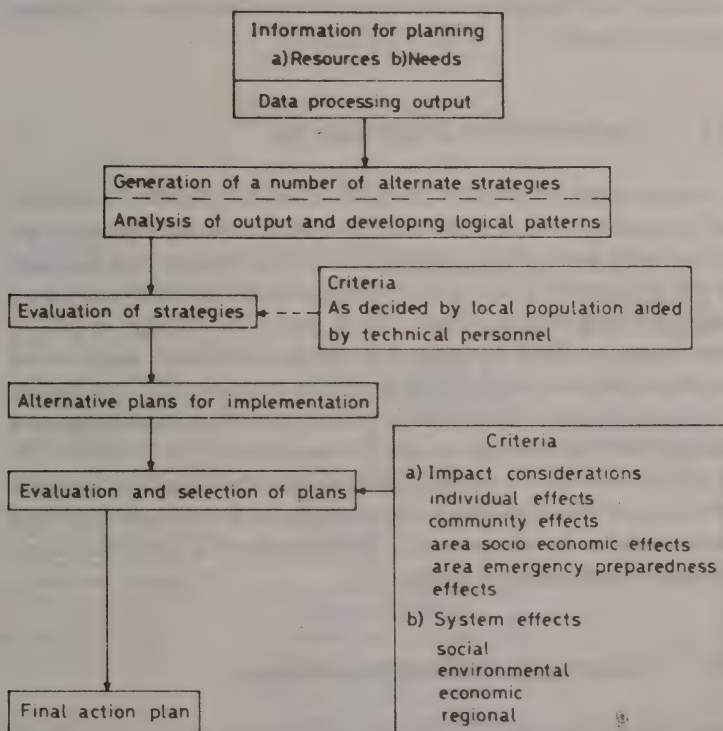 Information for planning
a)Resources b)Needs
Data processing output
Generation of a number of alternate strategies
Analysis of output and developing logical patterns
Evaluation of strategies
Criteria
As decided by local population aided
by technical personnel
Alternative plans for implementation
Evaluation and selection of plans
Criteria
a) Impact considerations
individual effects
community effects
area socio economic effects
area emergency preparedness
effects
b) System effects
social
environmental
economic
regional
Final action plan